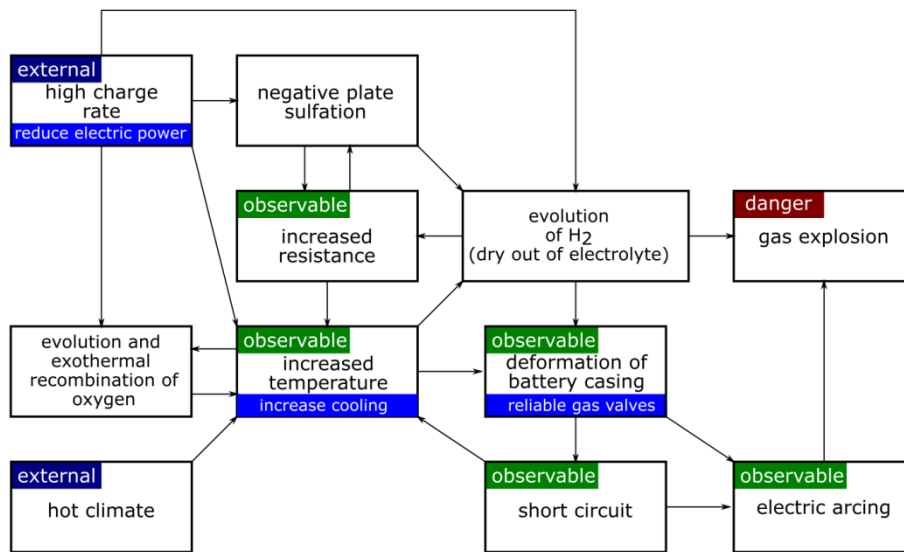 external
high charge
rate
reduce electric power
negative plate
sulfation
observable
increased
resistance
evolution
of H2
(dry out of electrolyte)
danger
gas explosion
evolution and
exothermal
recombination of
oxygen
observable
increased
temperature
increase cooling
observable
deformation of
battery casing
reliable gas valves
external
hot climate
observable
short circuit
observable
electric arcing